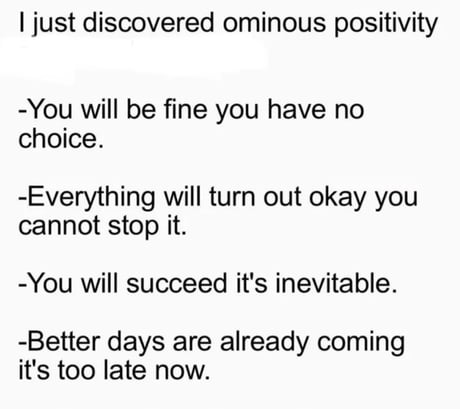 I just discovered ominous positivity
-You will be fine you have no
choice.
-Everything will turn out okay you
cannot stop it.
-You will succeed it's inevitable.
-Better days are already coming
it's too late now.